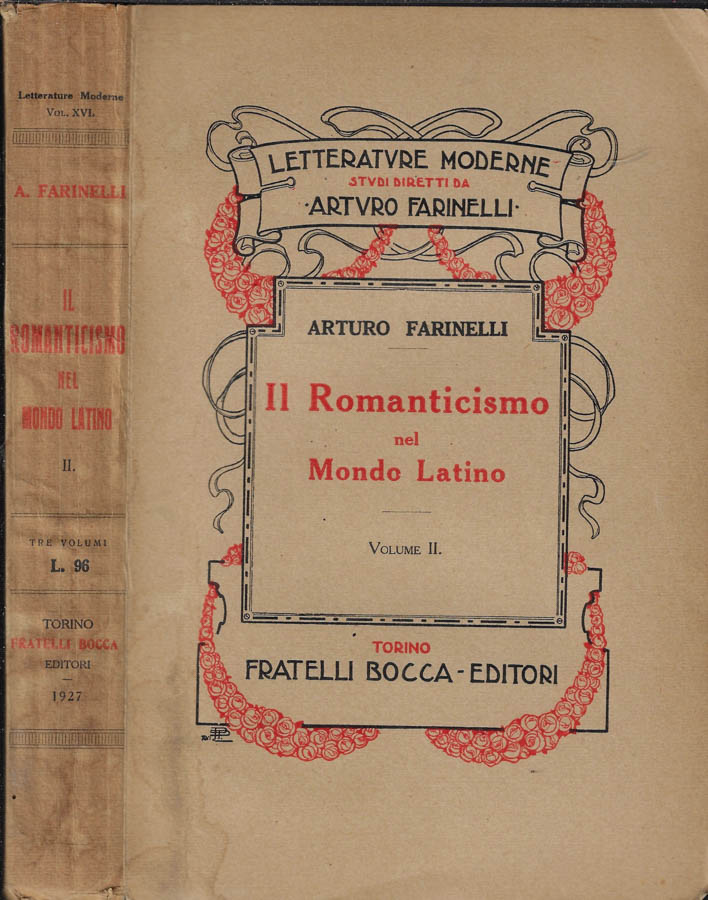 Letterature Moderne
VOL. XVI.
A. FARINELLI
IL
ROMANTICISMO
NEL
MONDO LATINO
II.
TRE VOLUMI
L. 96
TORINO
FRATELLI BOCCA
EDITORI
1927
LETTERATVRE MODERNE
STVDI DIRETTI DA
·ARTVRO FARINELLI·
ARTURO FARINELLI
Il Romanticismo
nel
Mondo Latino
VOLUME II.
TORINO
FRATELLI BOCCA - EDITORI